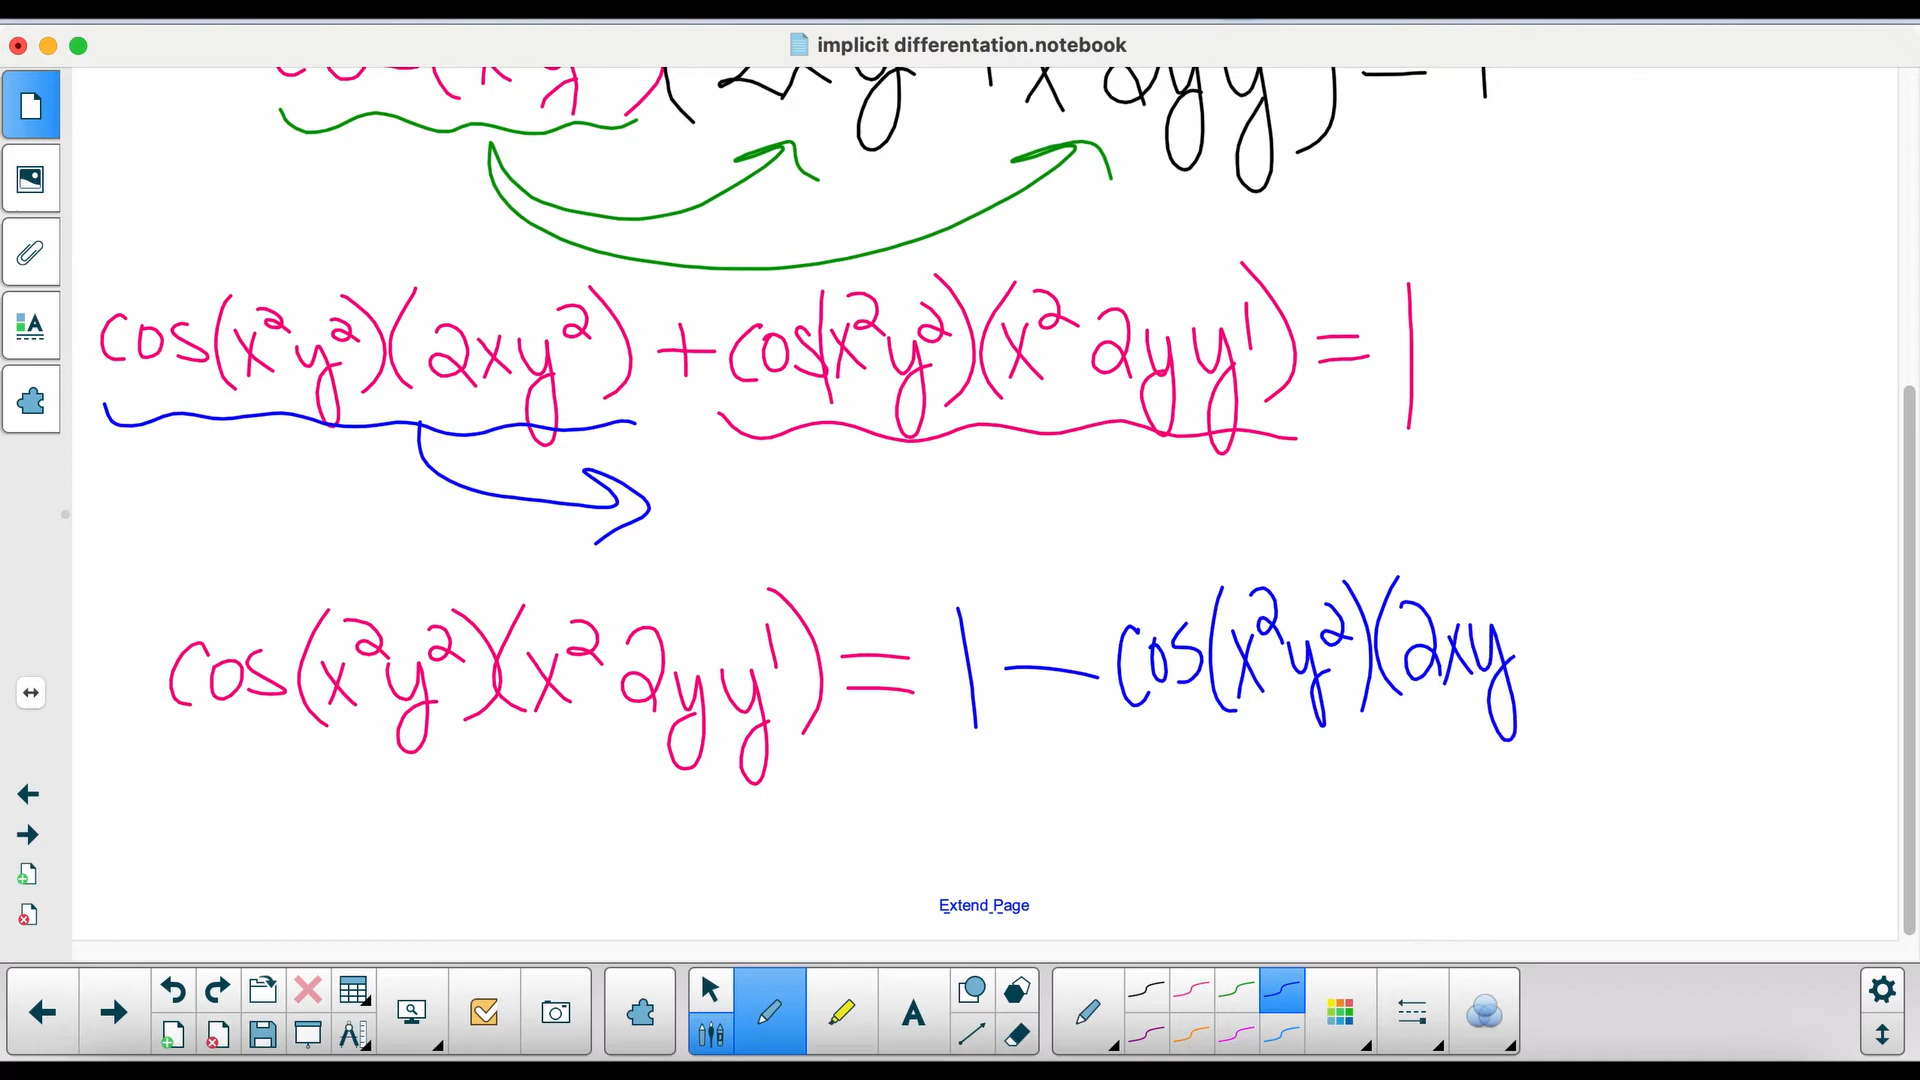 implicit differentation.notebook
cos(x²y²)(2xy²) + cos(x²y²)(x²2yy') = 1
cos(x²y²)(x²2yy') = 1 — cos(x²y²)(2xy
Extend Page
A
A